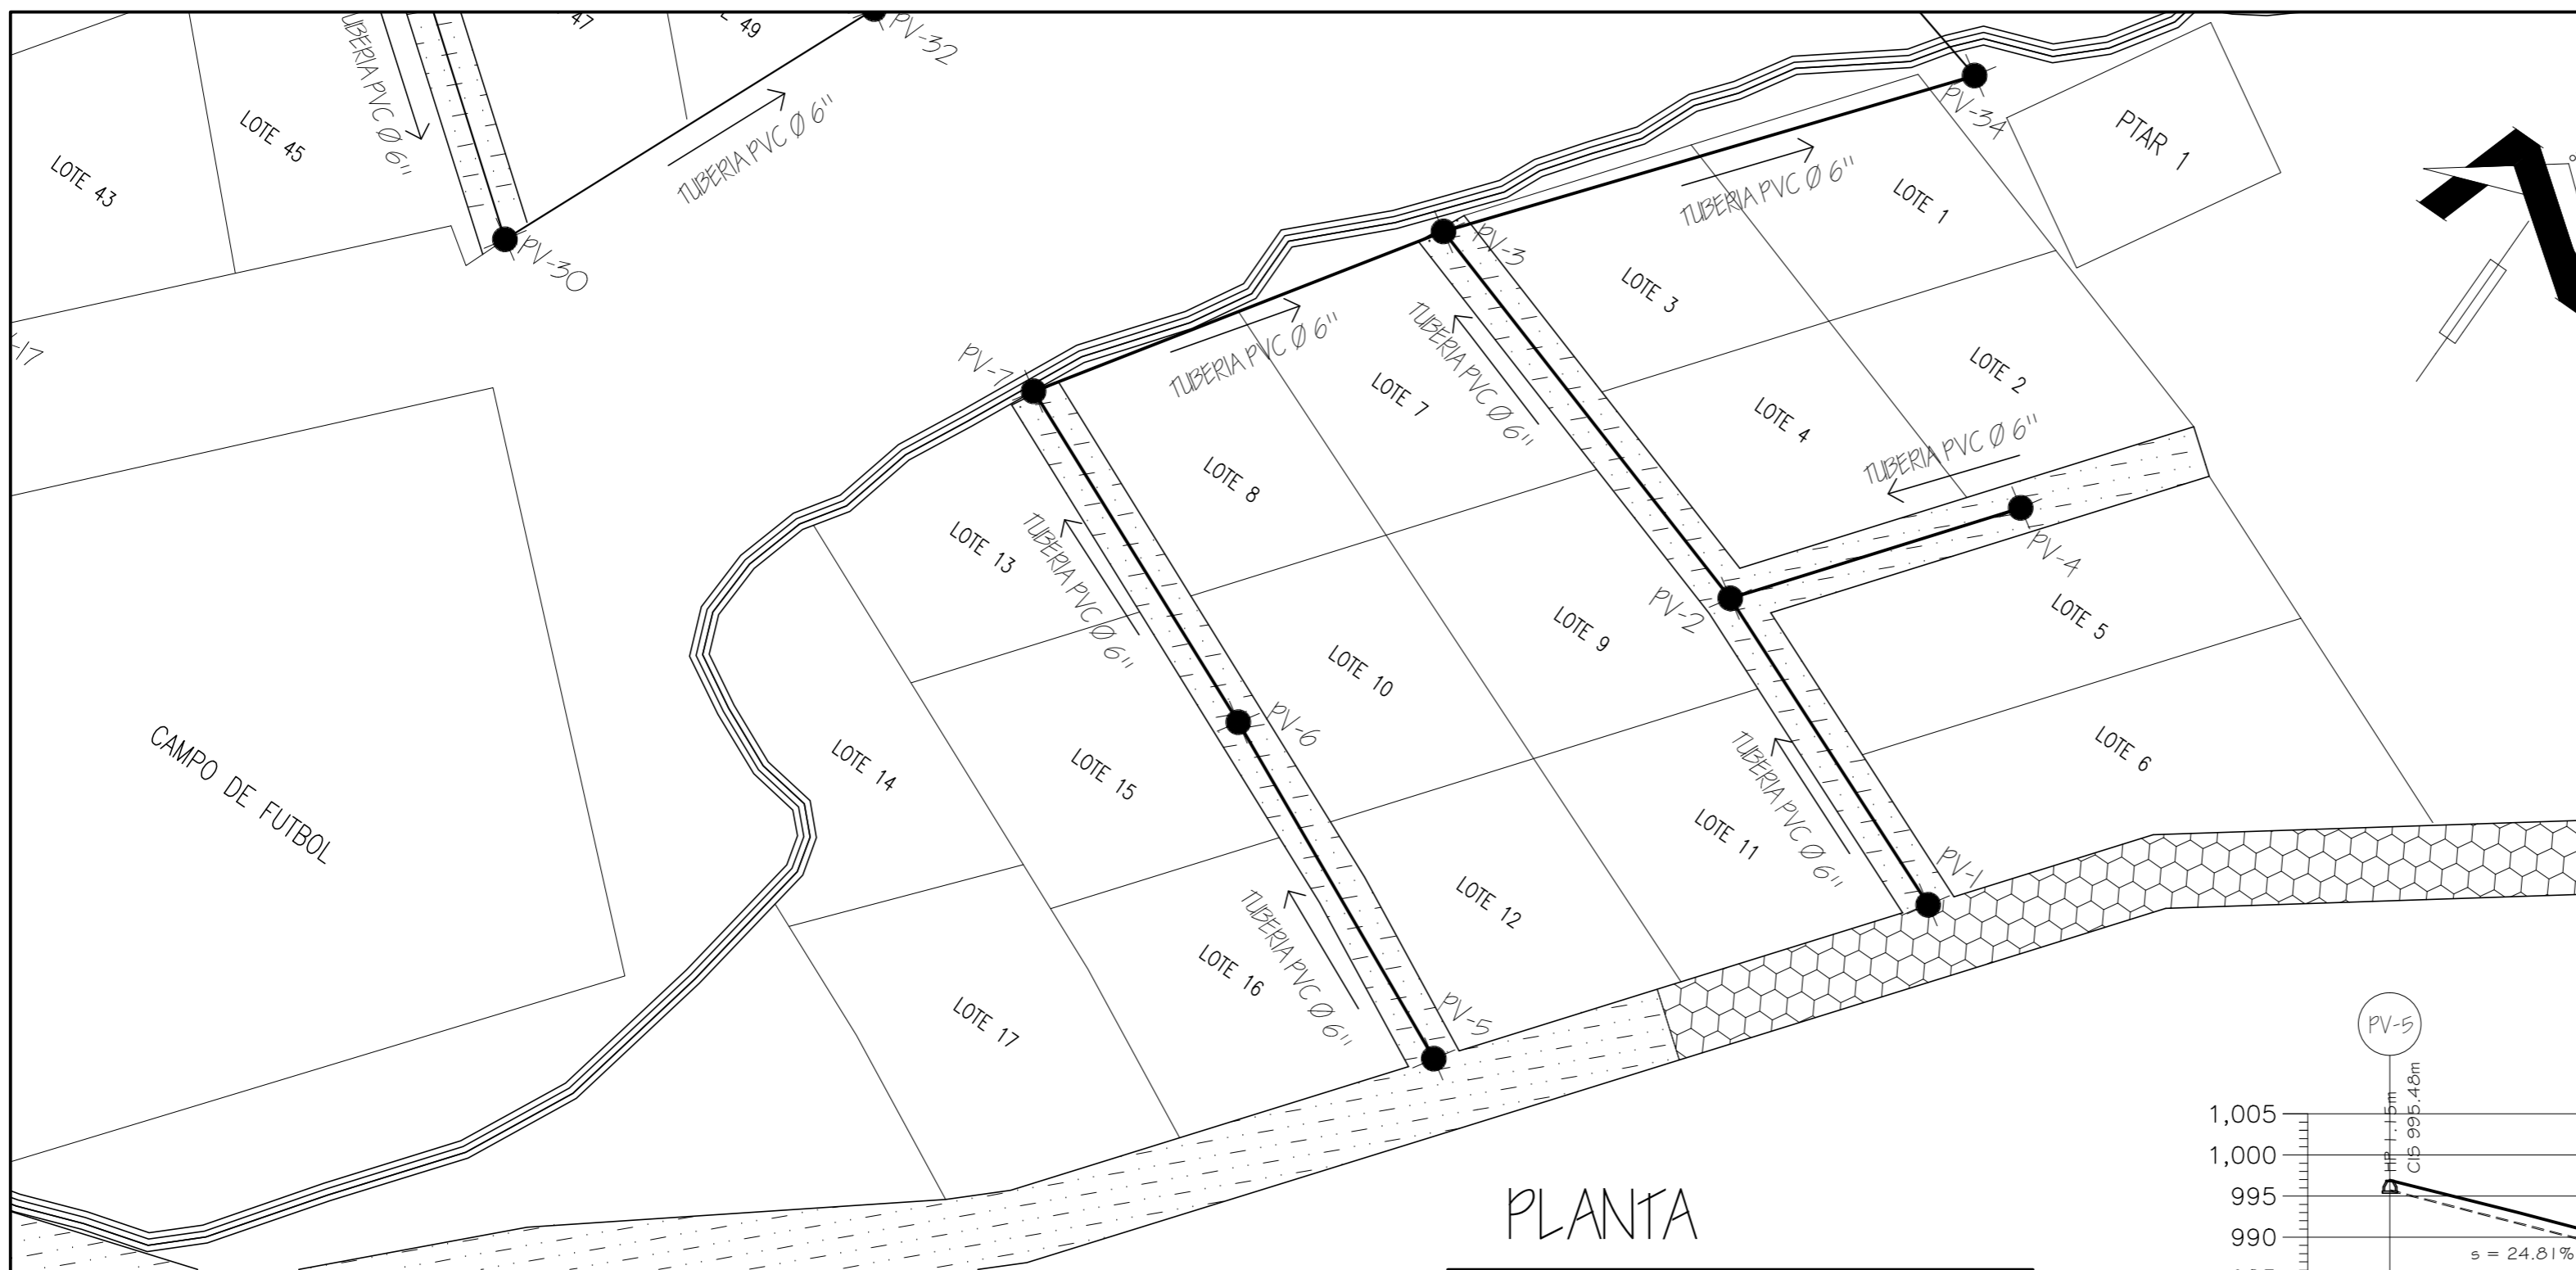 TUBERIA PVC Ø 6"
47
49
PV-32
LOTE 43
LOTE 45
TUBERIA PVC Ø 6"
PV-30
PV-34
PTAR 1
TUBERIA PVC Ø 6"
LOTE 1
PV-3
LOTE 3
TUBERIA PVC Ø 6"
TUBERIA PVC Ø 6"
PV-7
LOTE 7
LOTE 2
LOTE 4
TUBERIA PVC Ø 6"
LOTE 8
LOTE 13
TUBERIA PVC Ø 6"
PV-4
PV-2
LOTE 5
LOTE 9
LOTE 10
PV-6
LOTE 6
LOTE 14
LOTE 15
CAMPO DE FUTBOL
TUBERIA PVC Ø 6"
LOTE 11
PV-1
LOTE 12
LOTE 16
TUBERIA PVC Ø 6"
PV-5
LOTE 17
PV-5
HP 1.15m
CIS 995.48m
1,005
1,000
995
990
s = 24.81%
PLANTA